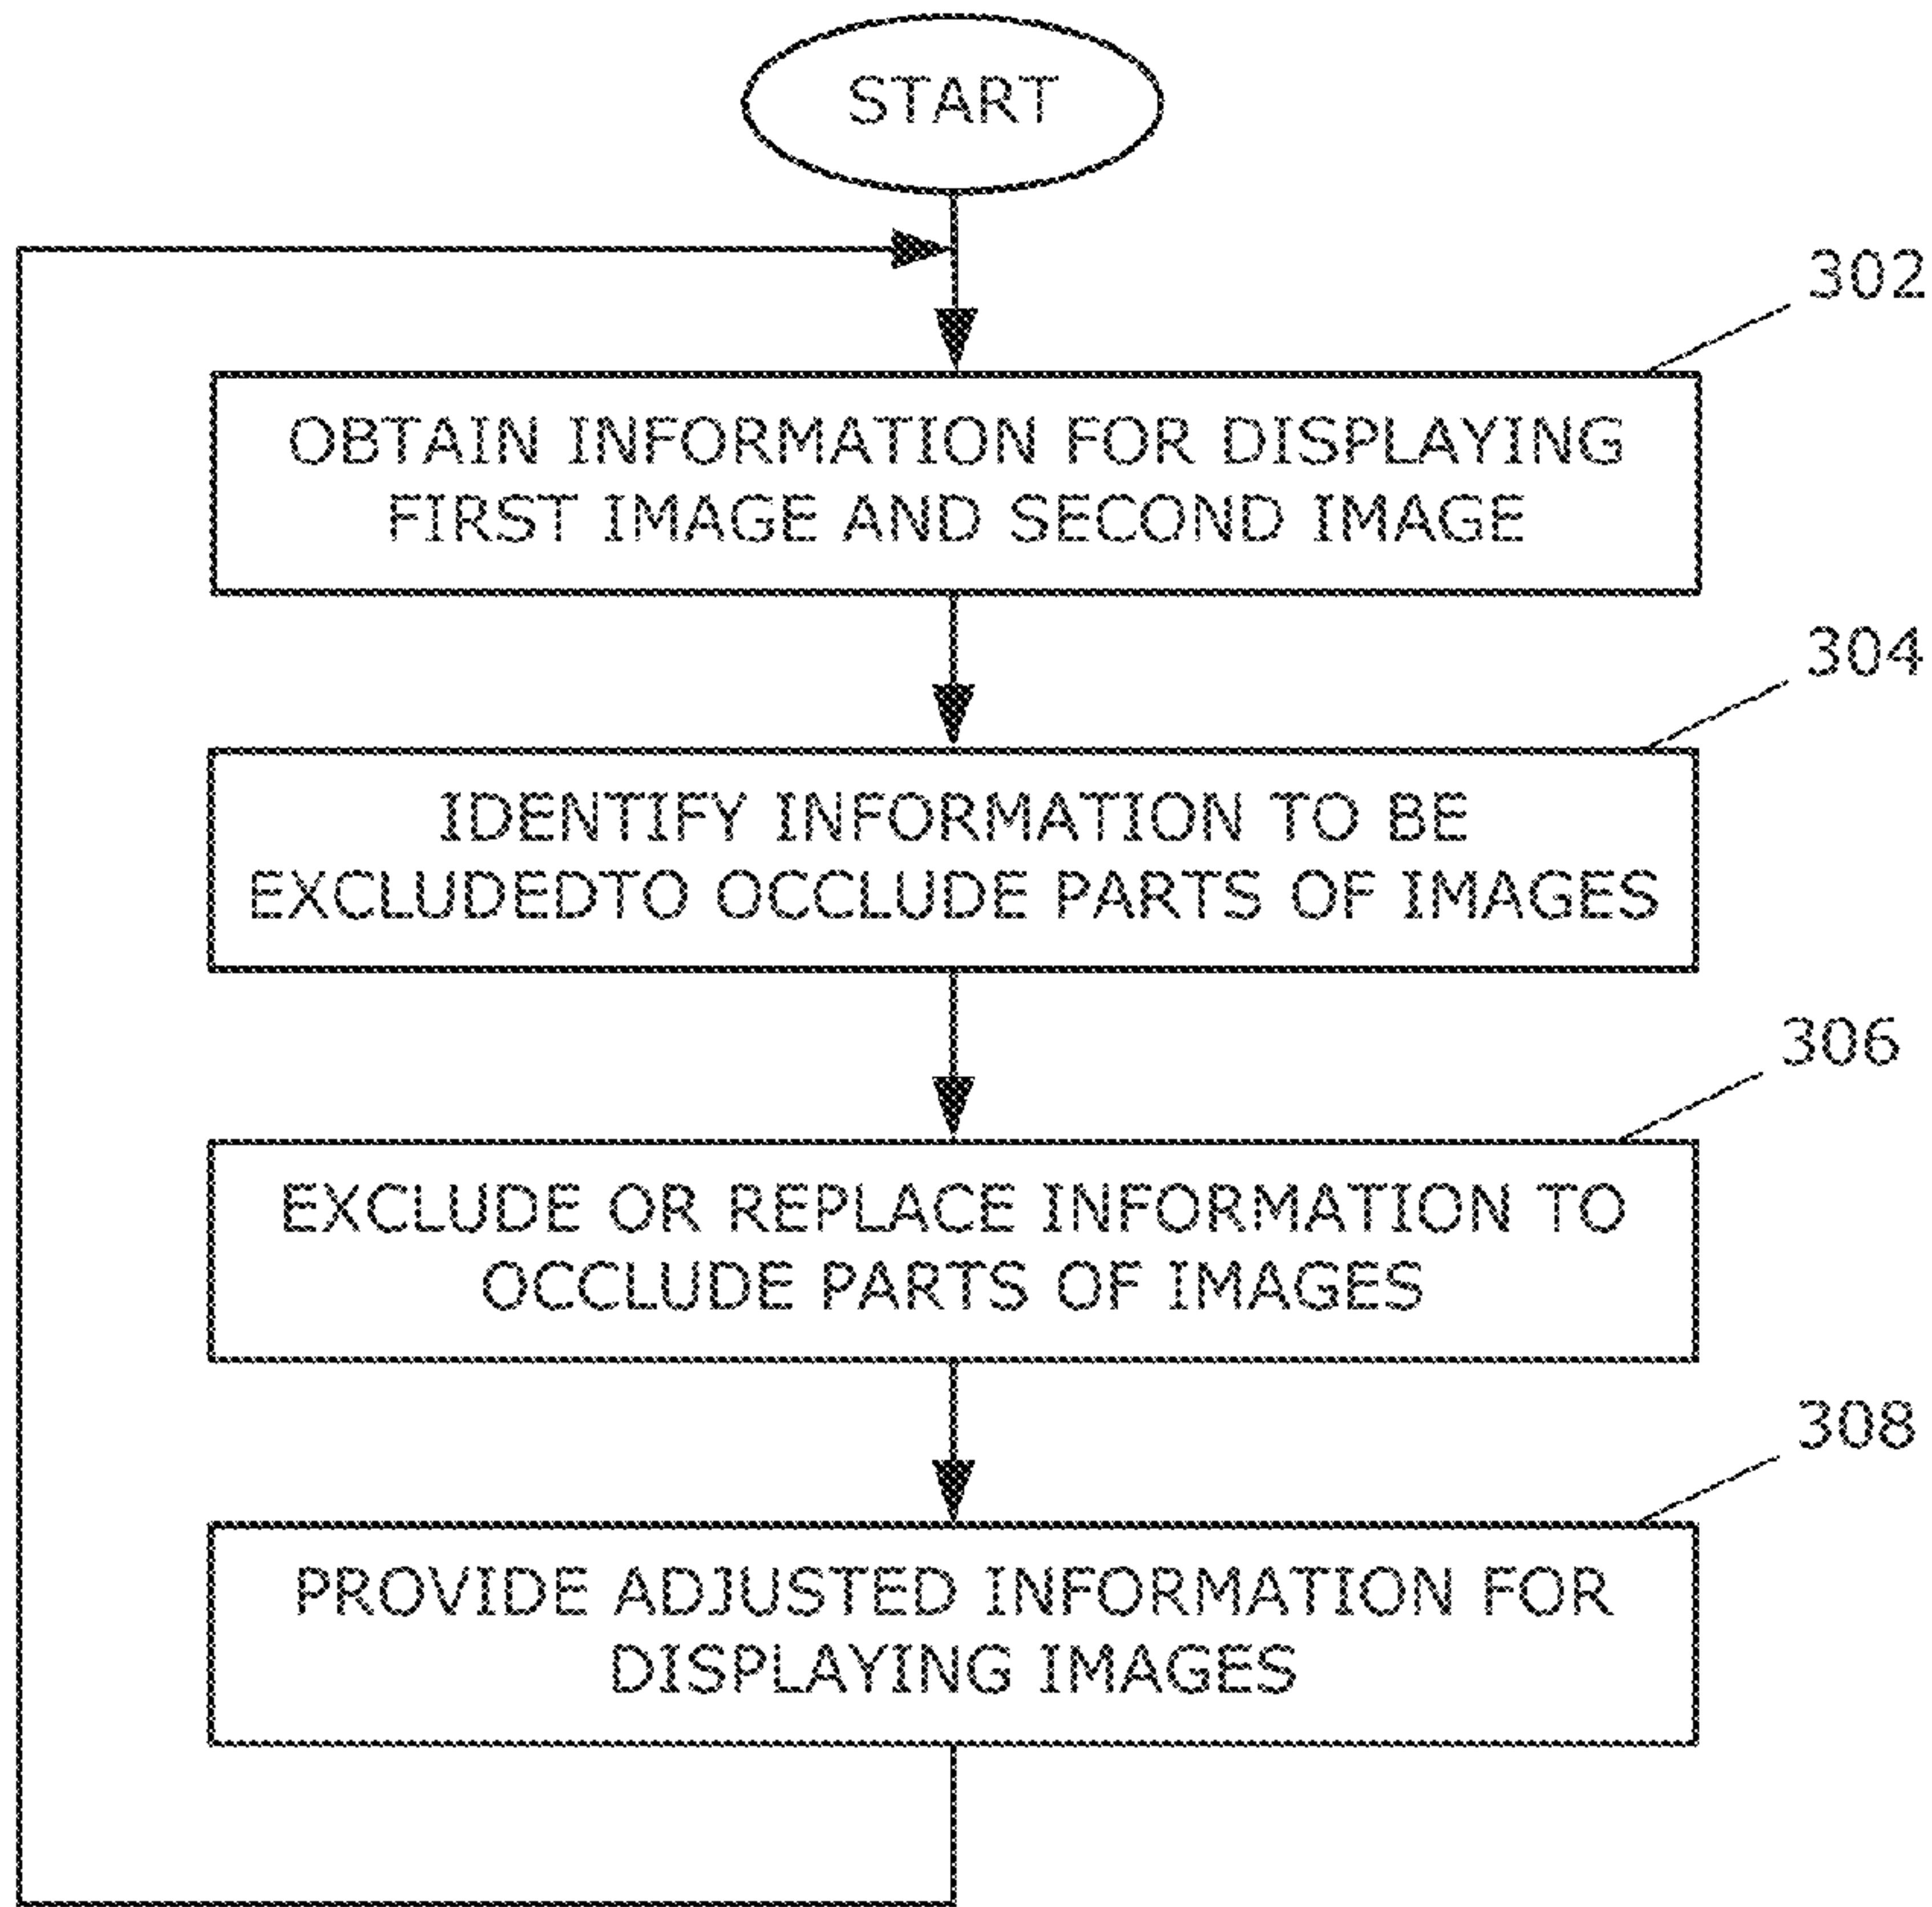 START
302
OBTAIN INFORMATION FOR DISPLAYING
FIRST IMAGE AND SECOND IMAGE
304
IDENTIFY INFORMATION TO BE
EXCLUDEDTO OCCLUDE PARTS OF IMAGES
306
EXCLUDE OR REPLACE INFORMATION TO
OCCLUDE PARTS OF IMAGES
308
PROVIDE ADJUSTED INFORMATION FOR
DISPLAYING IMAGES